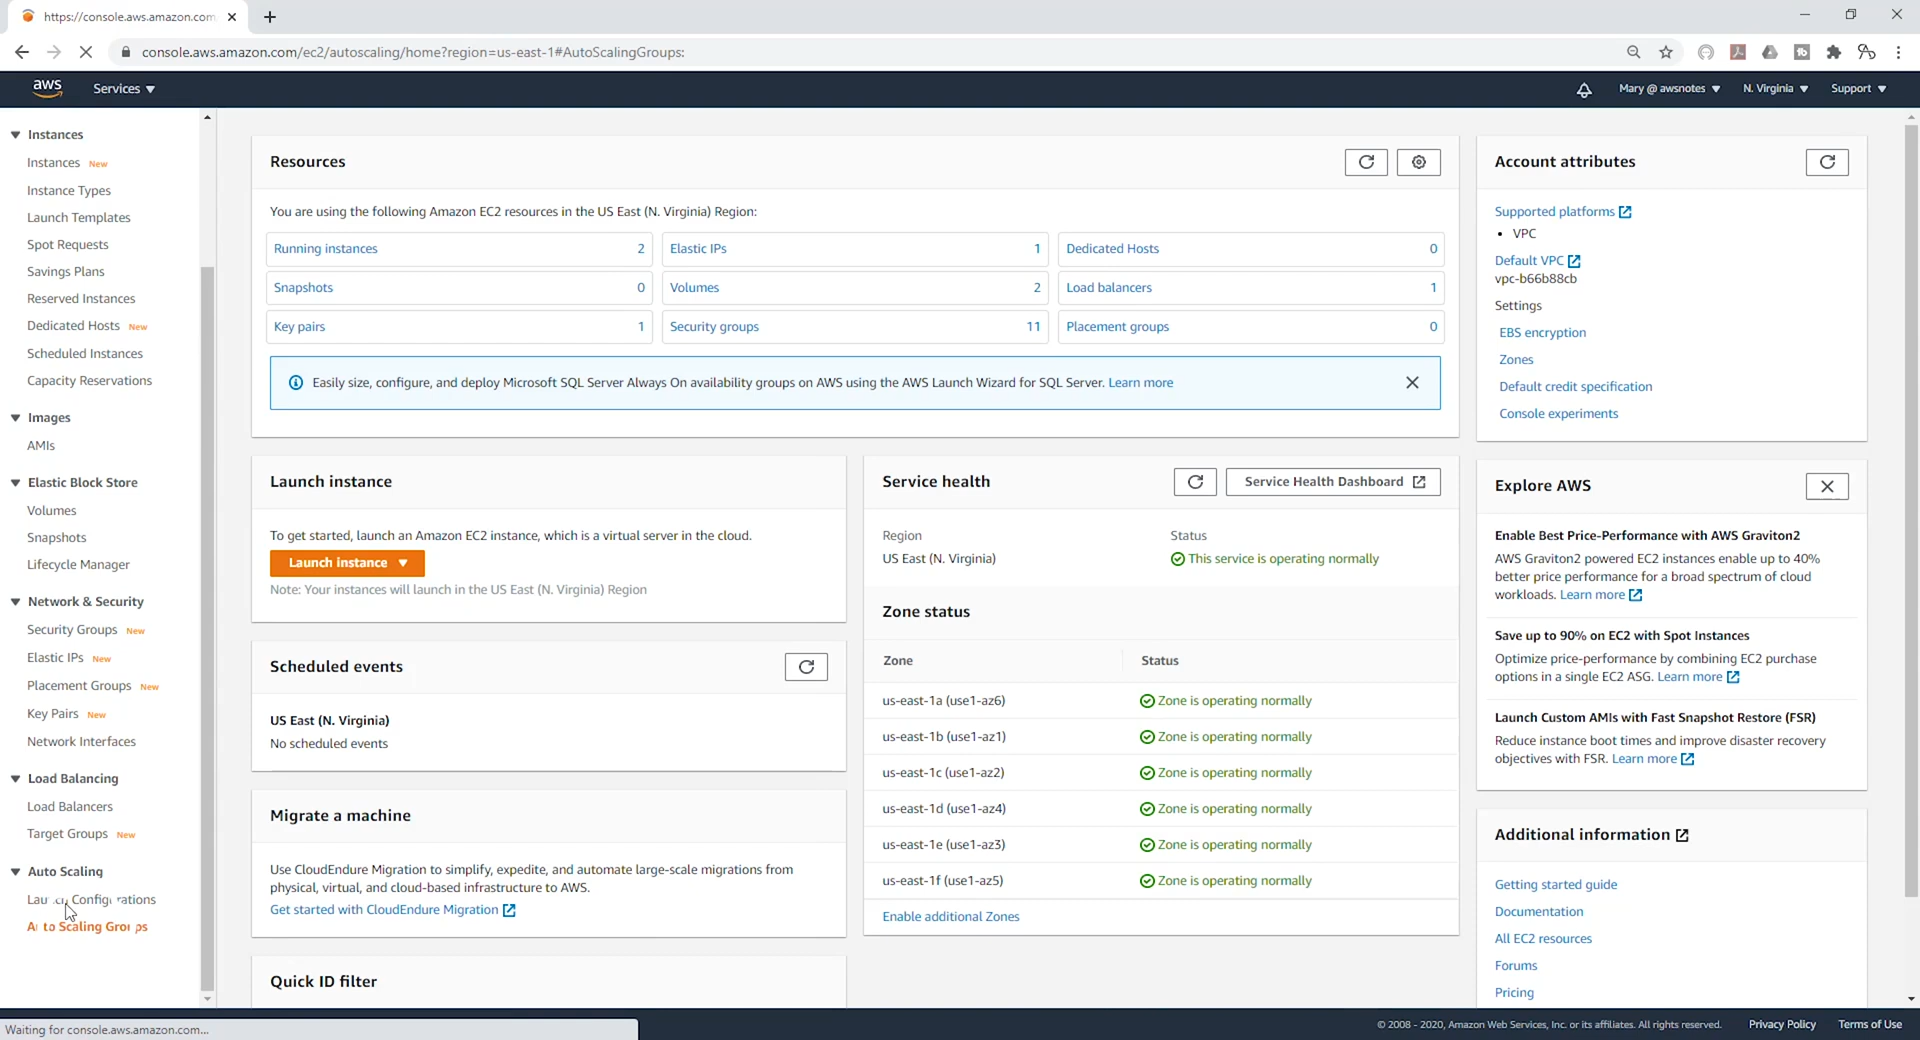 https://console.aws.amazon.com
console.aws.amazon.com/ec2/autoscaling/home?region=us-east-1#AutoScalingGroups:
aws
Services
Mary @ awsnotes
N. Virginia
Support
Instances
Instances New
Instance Types
Launch Templates
Spot Requests
Savings Plans
Reserved Instances
Dedicated Hosts New
Scheduled Instances
Capacity Reservations
Images
AMIs
Elastic Block Store
Volumes
Snapshots
Lifecycle Manager
Network & Security
Security Groups New
Elastic IPs New
Placement Groups New
Key Pairs New
Network Interfaces
Load Balancing
Load Balancers
Target Groups New
Auto Scaling
Launch Configurations
Auto Scaling Groups
Resources
You are using the following Amazon EC2 resources in the US East (N. Virginia) Region:
Running instances 2
Elastic IPs 1
Dedicated Hosts 0
Snapshots 0
Volumes 2
Load balancers 1
Key pairs 1
Security groups 11
Placement groups 0
Easily size, configure, and deploy Microsoft SQL Server Always On availability groups on AWS using the AWS Launch Wizard for SQL Server. Learn more
Launch instance
To get started, launch an Amazon EC2 instance, which is a virtual server in the cloud.
Launch instance
Note: Your instances will launch in the US East (N. Virginia) Region
Scheduled events
US East (N. Virginia)
No scheduled events
Migrate a machine
Use CloudEndure Migration to simplify, expedite, and automate large-scale migrations from
physical, virtual, and cloud-based infrastructure to AWS.
Get started with CloudEndure Migration
Quick ID filter
Service health
Service Health Dashboard
Region
Status
US East (N. Virginia)
This service is operating normally
Zone status
Zone
Status
us-east-1a (use1-az6)
Zone is operating normally
us-east-1b (use1-az1)
Zone is operating normally
us-east-1c (use1-az2)
Zone is operating normally
us-east-1d (use1-az4)
Zone is operating normally
us-east-1e (use1-az3)
Zone is operating normally
us-east-1f (use1-az5)
Zone is operating normally
Enable additional Zones
Account attributes
Supported platforms
• VPC
Default VPC
vpc-b66b88cb
Settings
EBS encryption
Zones
Default credit specification
Console experiments
Explore AWS
Enable Best Price-Performance with AWS Graviton2
AWS Graviton2 powered EC2 instances enable up to 40%
better price performance for a broad spectrum of cloud
workloads. Learn more
Save up to 90% on EC2 with Spot Instances
Optimize price-performance by combining EC2 purchase
options in a single EC2 ASG. Learn more
Launch Custom AMIs with Fast Snapshot Restore (FSR)
Reduce instance boot times and improve disaster recovery
objectives with FSR. Learn more
Additional information
Getting started guide
Documentation
All EC2 resources
Forums
Pricing
Waiting for console.aws.amazon.com...
© 2008 - 2020, Amazon Web Services, Inc. or its affiliates. All rights reserved.
Privacy Policy
Terms of Use